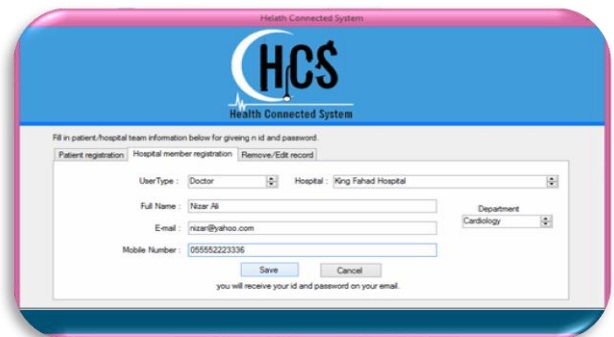 Helath Connected System
HCS
Health Connected System
Fill in patient/hospital team information below for giveing n id and password.
Patient registration Hospital member registration Remove/Edit record
UserType : Doctor Hospital : King Fahad Hospital
Full Name : Nizar Ali Department
E-mail : nizar@yahoo.com Cardiology
Mobile Number : 055552223336
Save Cancel
you will receive your id and password on your email.